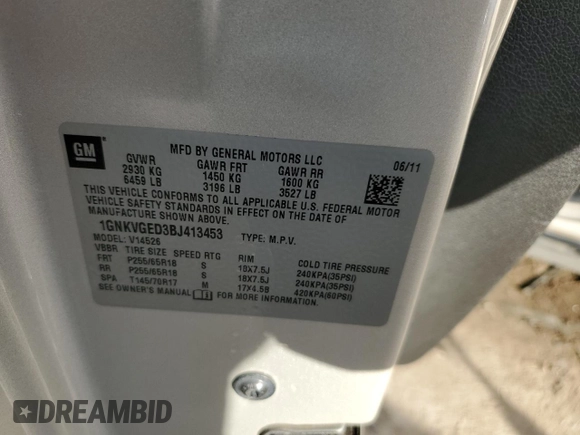 GM
MFD BY GENERAL MOTORS LLC
06/11
GVWR GAWR FRT GAWR RR
2930 KG 1450 KG 1600 KG
6459 LB 3196 LB 3527 LB
THIS VEHICLE CONFORMS TO ALL APPLICABLE U.S. FEDERAL MOTOR
VEHICLE SAFETY STANDARDS IN EFFECT ON THE DATE OF
MANUFACTURE SHOWN ABOVE.
1GNKVGED3BJ413453 TYPE: M.P.V.
MODEL: V14526
VBBR TIRE SIZE SPEED RTG RIM COLD TIRE PRESSURE
FRT P255/65R18 S 18X7.5J 240KPA(35PSI)
RR P255/65R18 S 18X7.5J 240KPA(35PSI)
SPA T145/70R17 M 17X4.5B 420KPA(60PSI)
SEE OWNER'S MANUAL FOR MORE INFORMATION.
DREAMBID